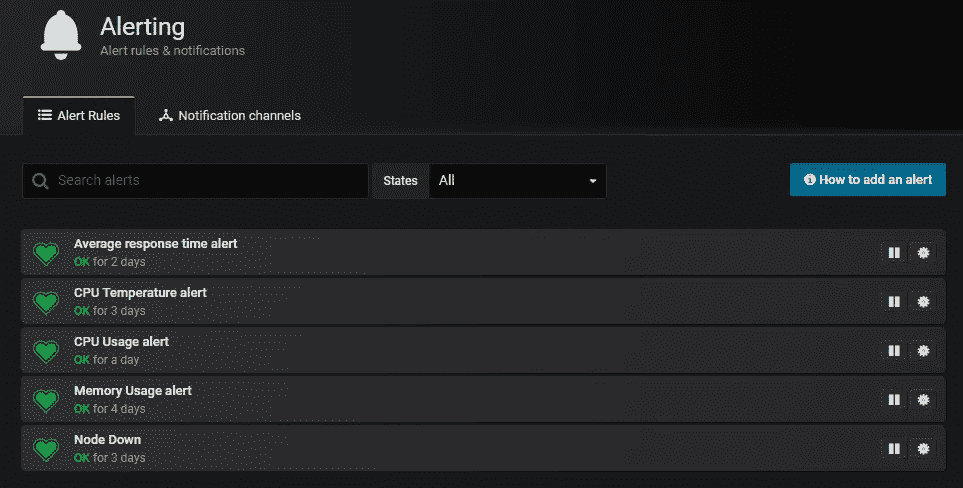 Alerting
Alert rules & notifications
Alert Rules
Notification channels
Search alerts
States
All
How to add an alert
Average response time alert
OK for 2 days
CPU Temperature alert
OK for 3 days
CPU Usage alert
OK for a day
Memory Usage alert
OK for 4 days
Node Down
OK for 3 days